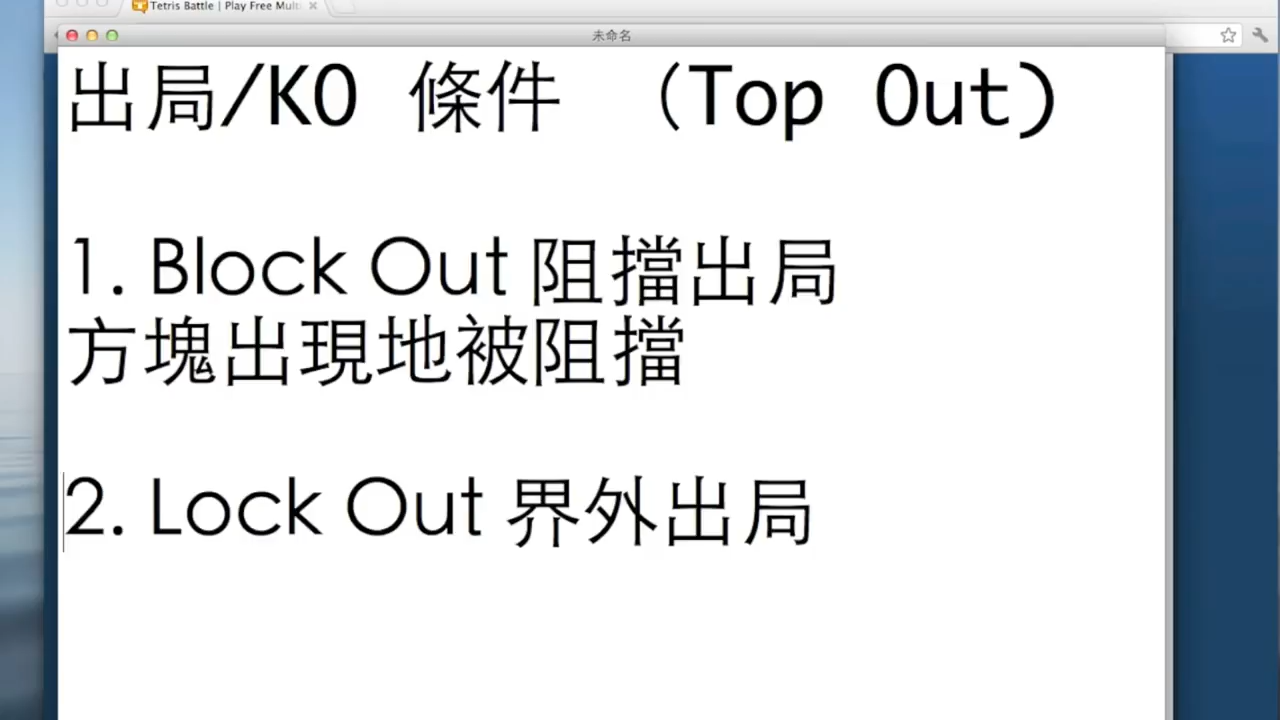 Tetris Battle | Play Free Mult
未命名
出局/KO 條件 （Top Out)
1. Block Out 阻擋出局
方塊出現地被阻擋
2. Lock Out 界外出局